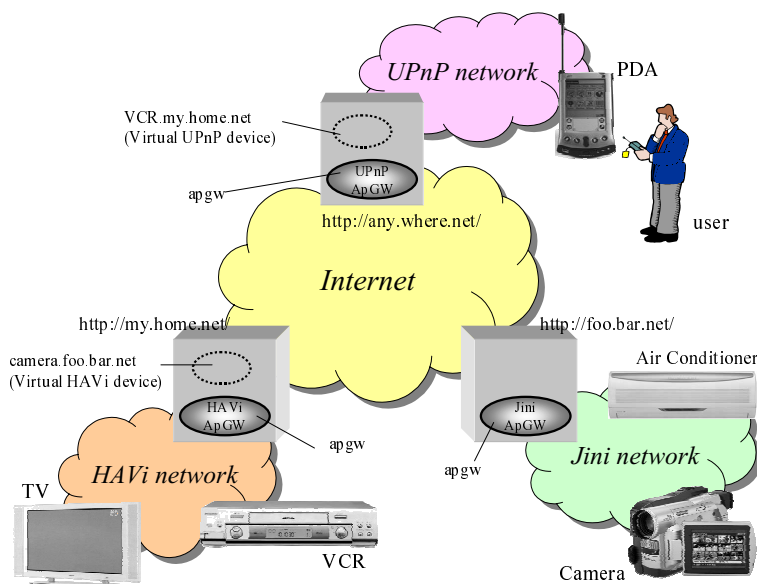 UPnP network
PDA
VCR.my.home.net
(Virtual UPnP device)
UPnP
ApGW
apgw
http://any.where.net/
user
Internet
http://my.home.net/
http://foo.bar.net/
camera.foo.bar.net
(Virtual HAVi device)
Air Conditioner
HAVi
ApGW
apgw
Jini
ApGW
apgw
HAVi network
Jini network
TV
VCR
Camera